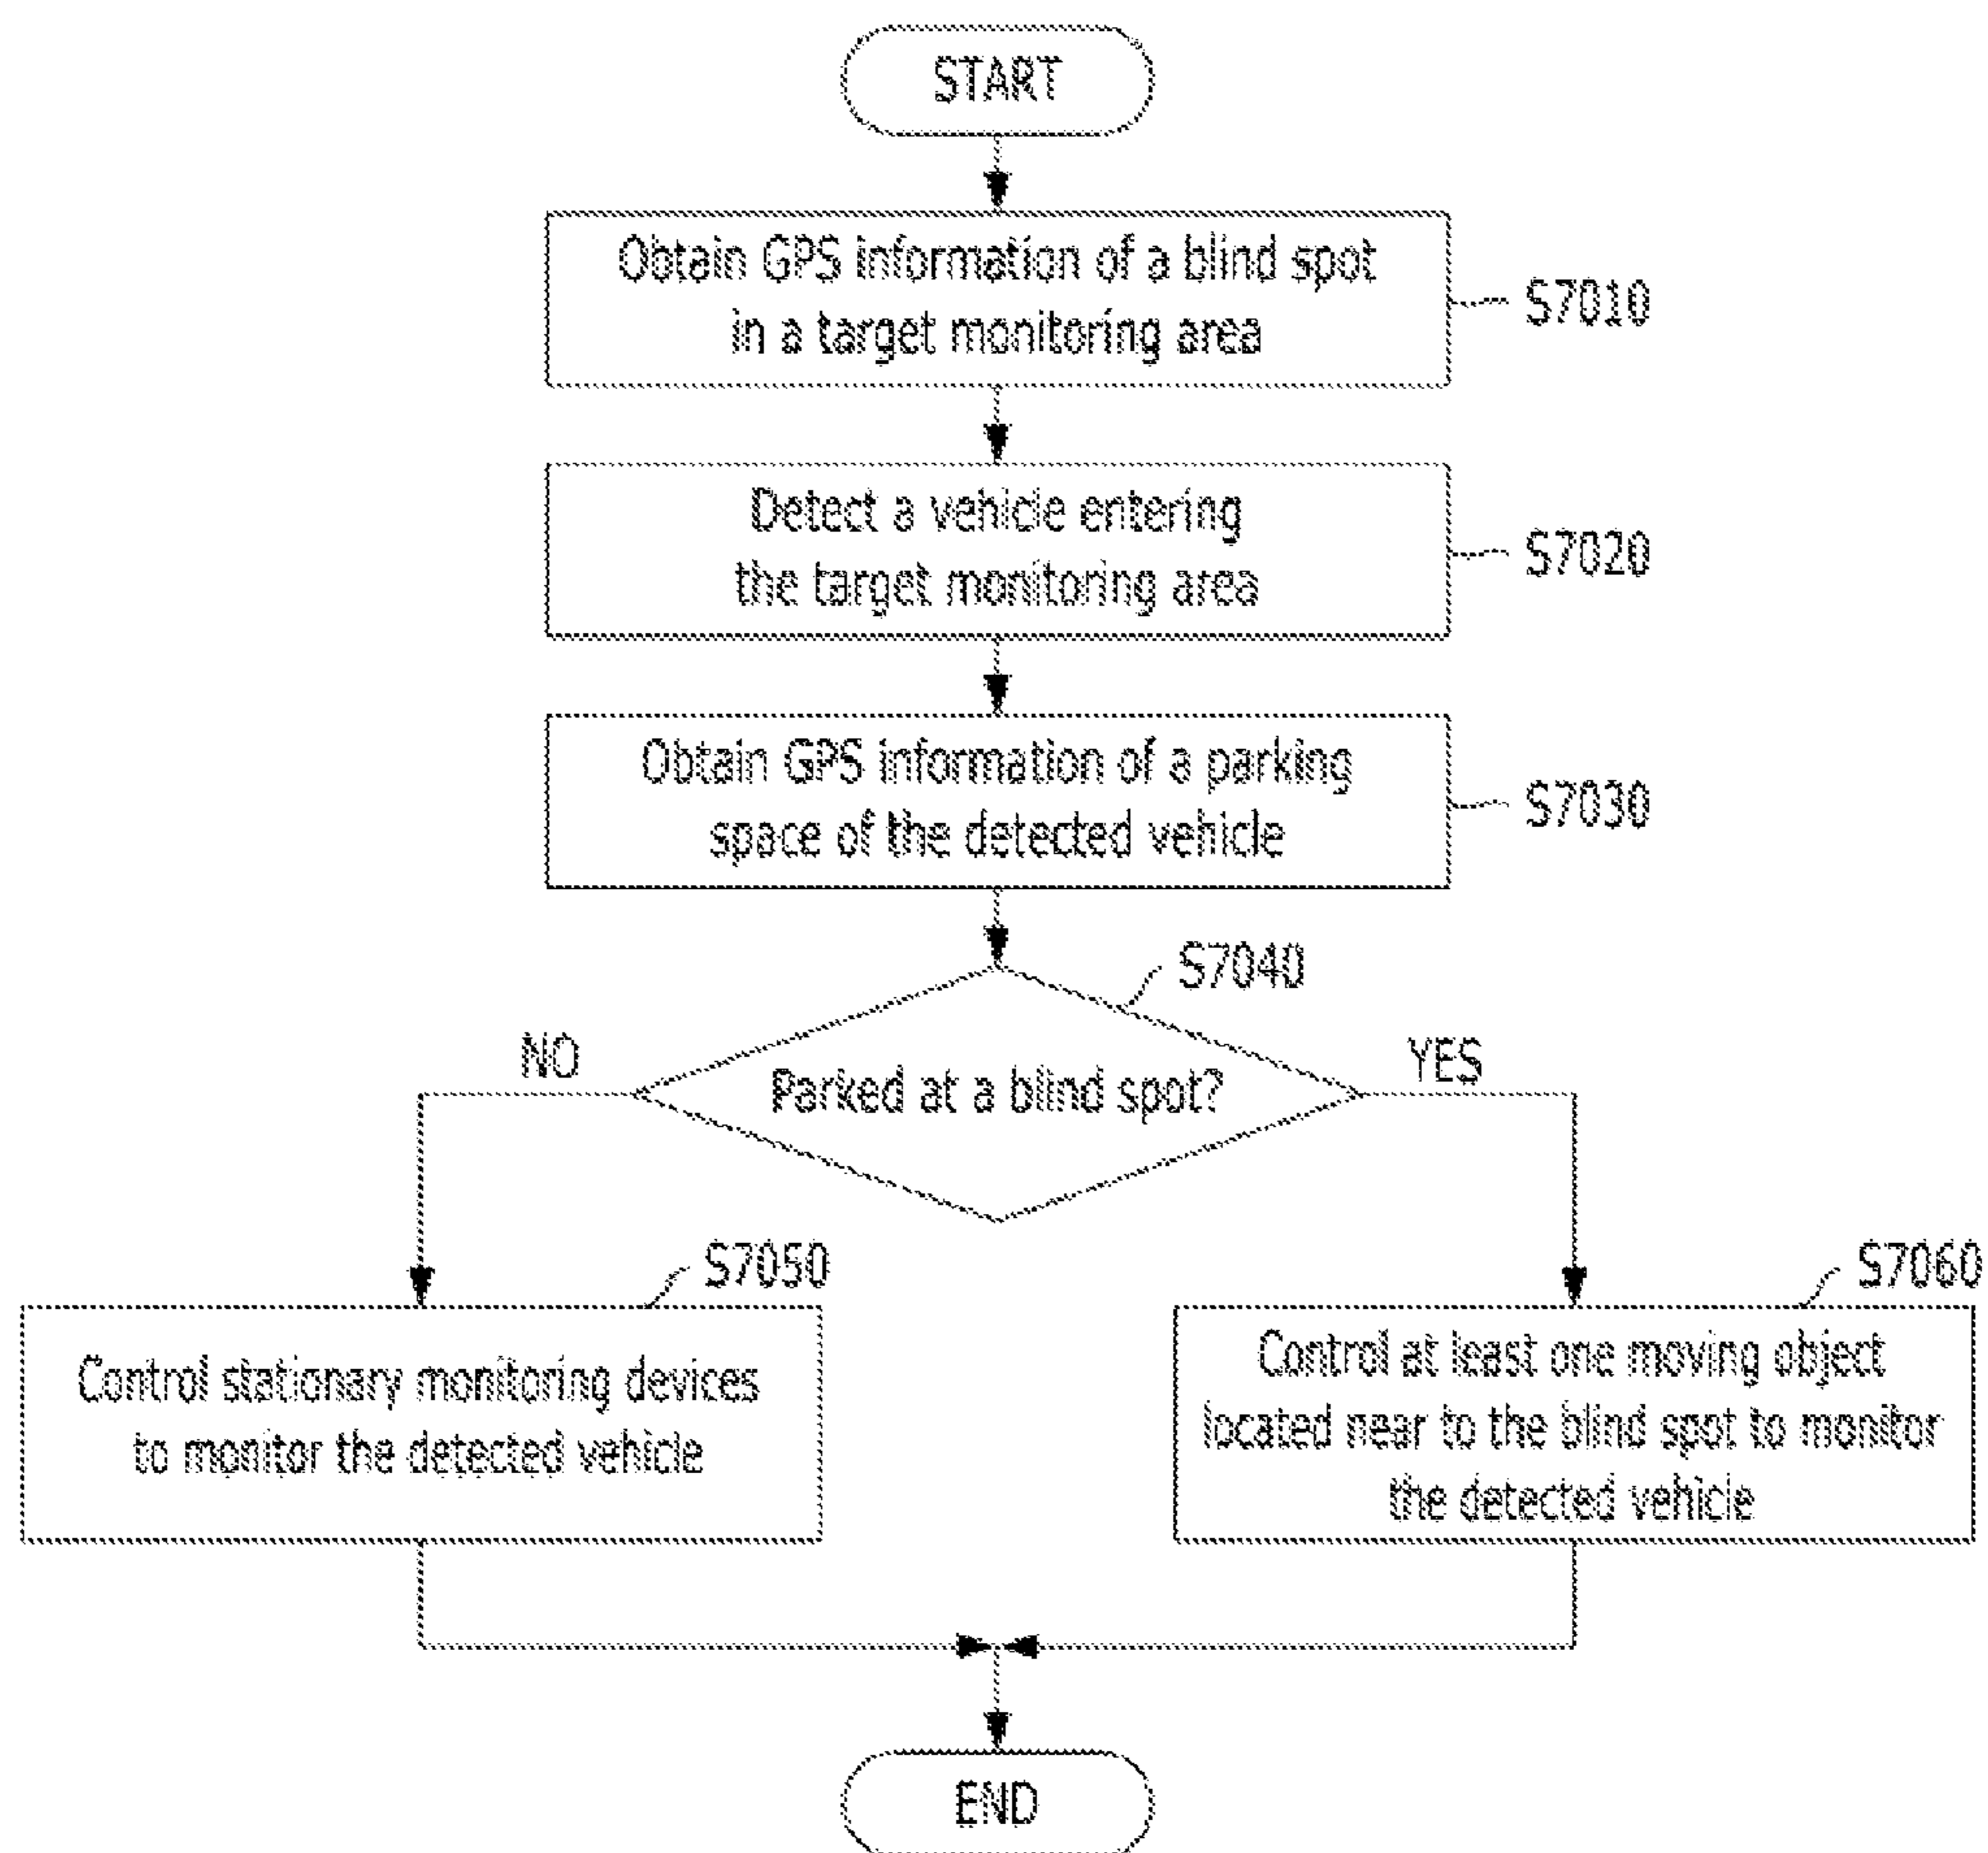 START
Obtain GPS information of a blind spot
in a target monitoring area
S7010
Detect a vehicle entering
the target monitoring area
S7020
Obtain GPS information of a parking
space of the detected vehicle
S7030
S7040
NO
Parked at a blind spot?
YES
S7050
Control stationary monitoring devices
to monitor the detected vehicle
S7060
Control at least one moving object
located near to the blind spot to monitor
the detected vehicle
END